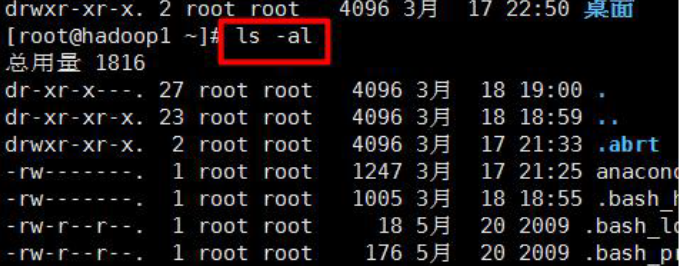 drwxr-xr-x. 2 root root 4096 3月 17 22:50 桌面
[root@hadoop1 ~]# ls -al
总用量 1816
dr-xr-x---. 27 root root 4096 3月 18 19:00 .
dr-xr-xr-x. 23 root root 4096 3月 18 18:59 ..
drwxr-xr-x. 2 root root 4096 3月 17 21:33 .abrt
-rw-------. 1 root root 1247 3月 17 21:25 anacond
-rw-------. 1 root root 1005 3月 18 18:55 .bash_h
-rw-r--r--. 1 root root 18 5月 20 2009 .bash_lo
-rw-r--r--. 1 root root 176 5月 20 2009 .bash_pr